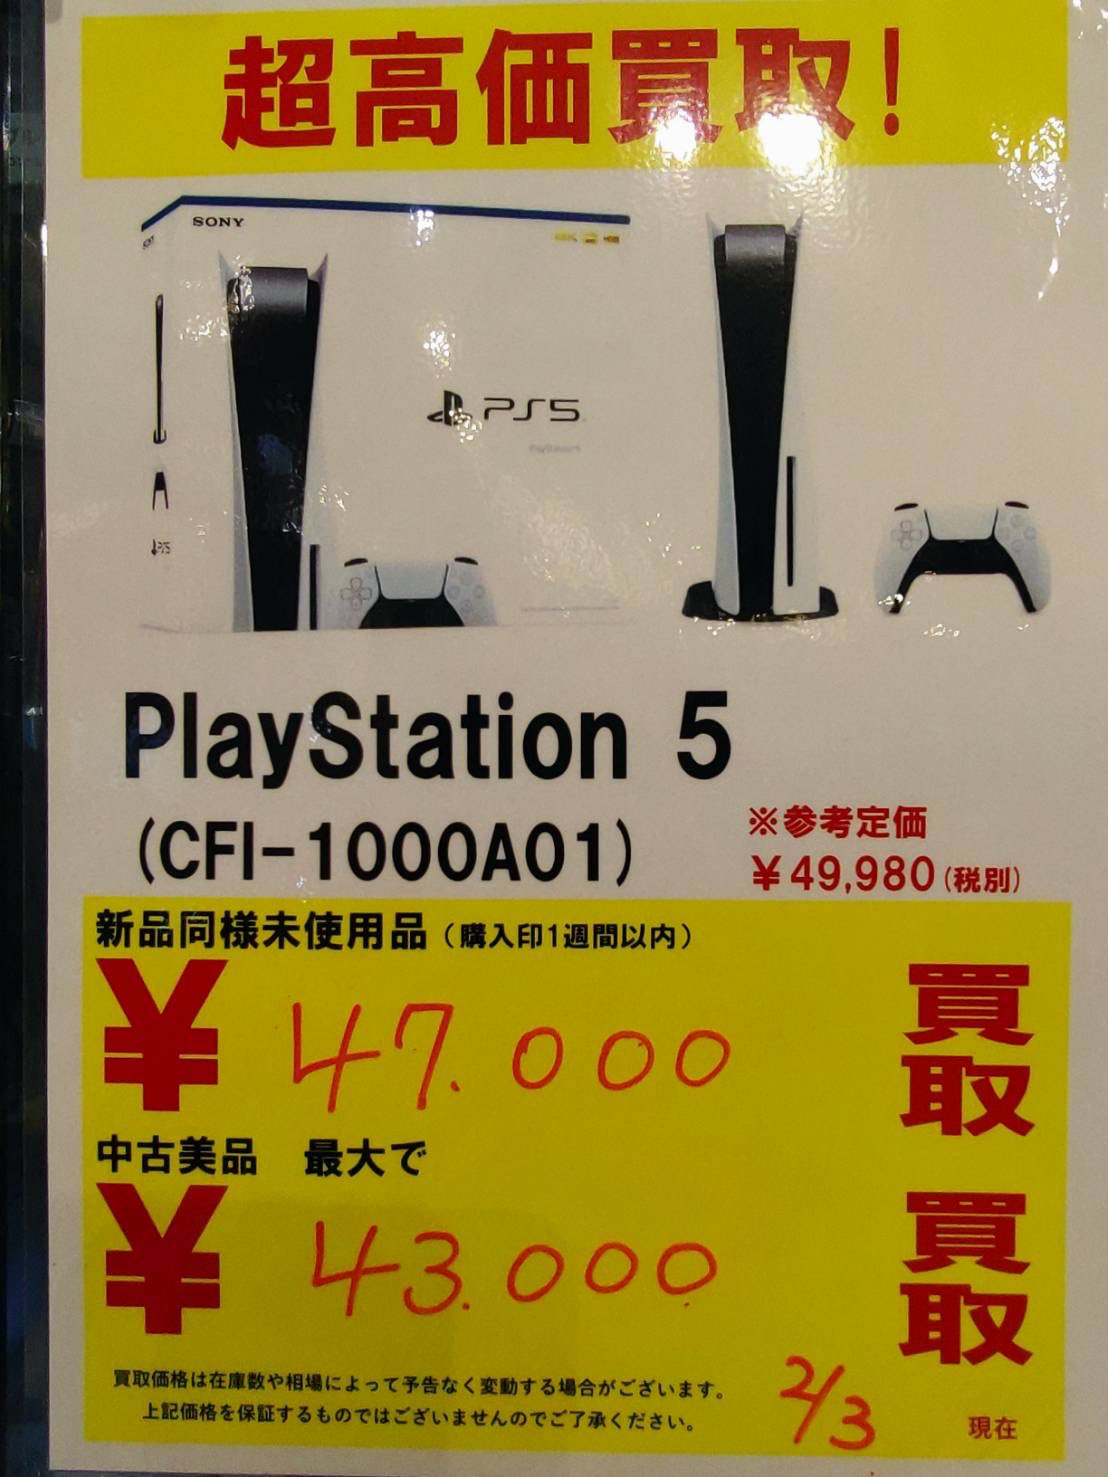 超高価買取!
SONY
PS5
PS5
PlayStation 5
(CFI-1000A01)
※参考定価
¥49,980(税別)
新品同様未使用品(購入印1週間以内)
¥47.000
買取
中古美品 最大で
¥43.000
買取
買取価格は在庫数や相場によって予告なく変動する場合がございます。
上記価格を保証するものではございませんのでご了承ください。
2/3
現在